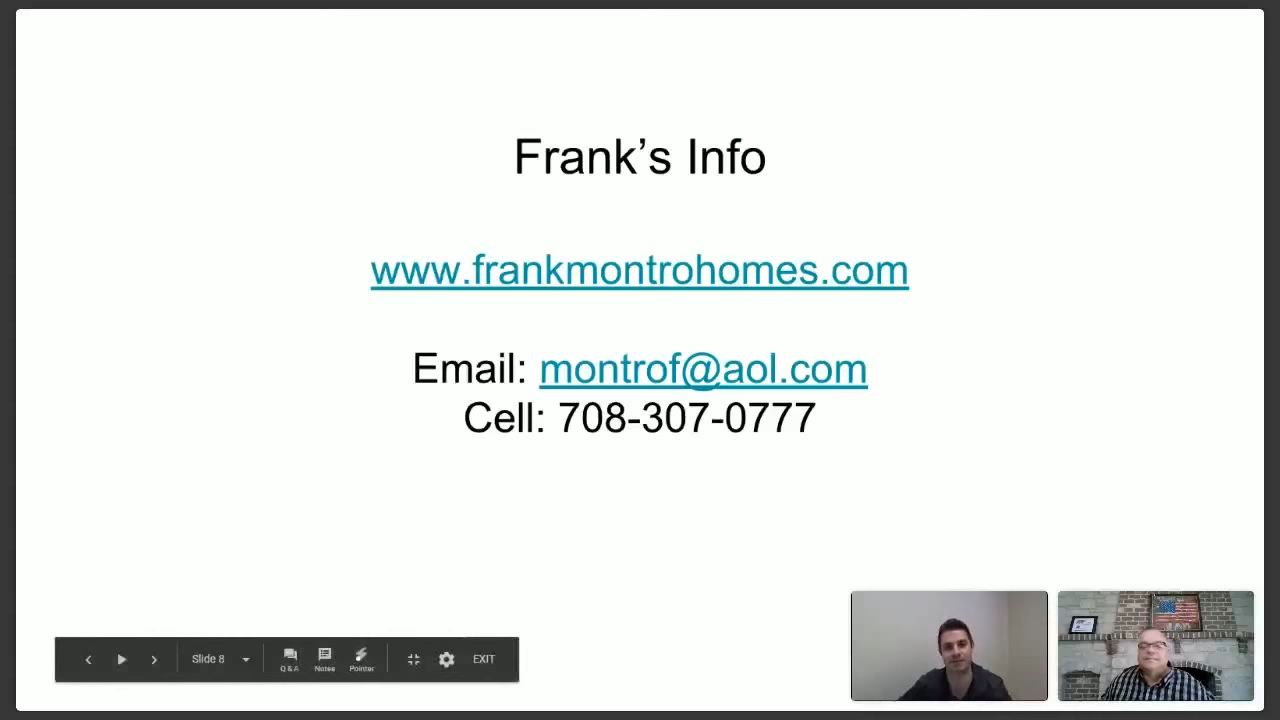 Frank’s Info
www.frankmontrohomes.com
Email: montrof@aol.com
Cell: 708-307-0777
Slide 8
Q & A
Notes
Pointer
EXIT